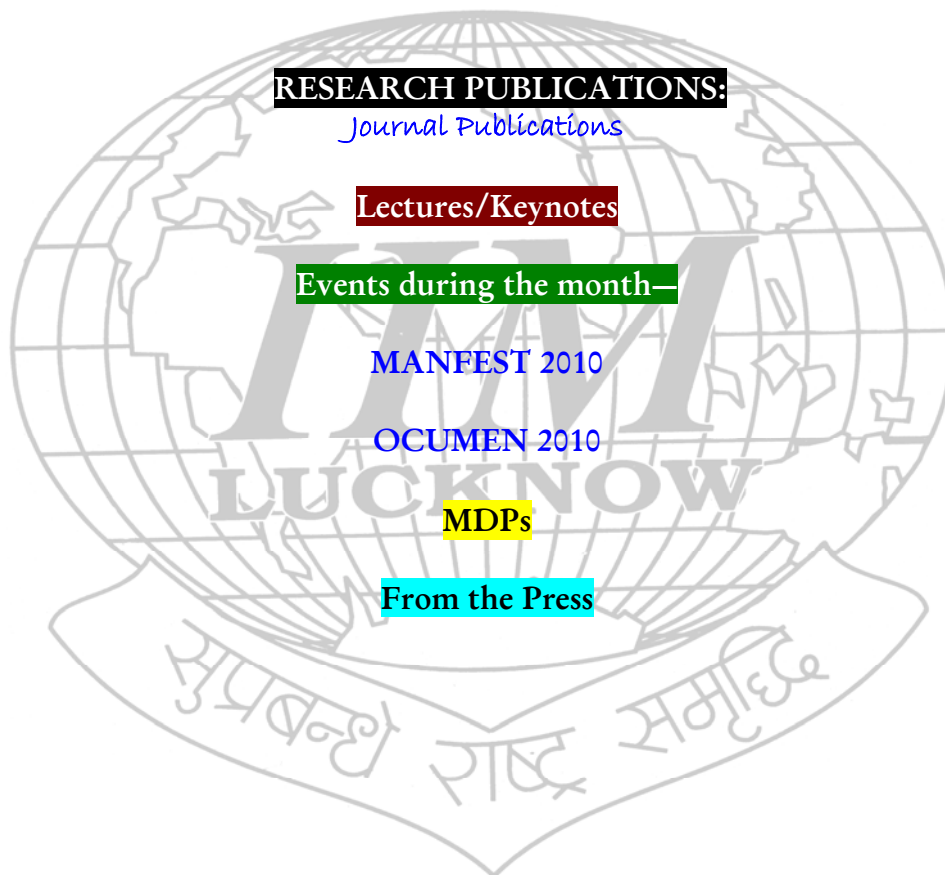 RESEARCH PUBLICATIONS:
Journal Publications
Lectures/Keynotes
Events during the month—
MANFEST 2010
OCUMEN 2010
MDPs
From the Press
IIM
LUCKNOW
सुप्रबन्धे राष्ट्र समृद्धि